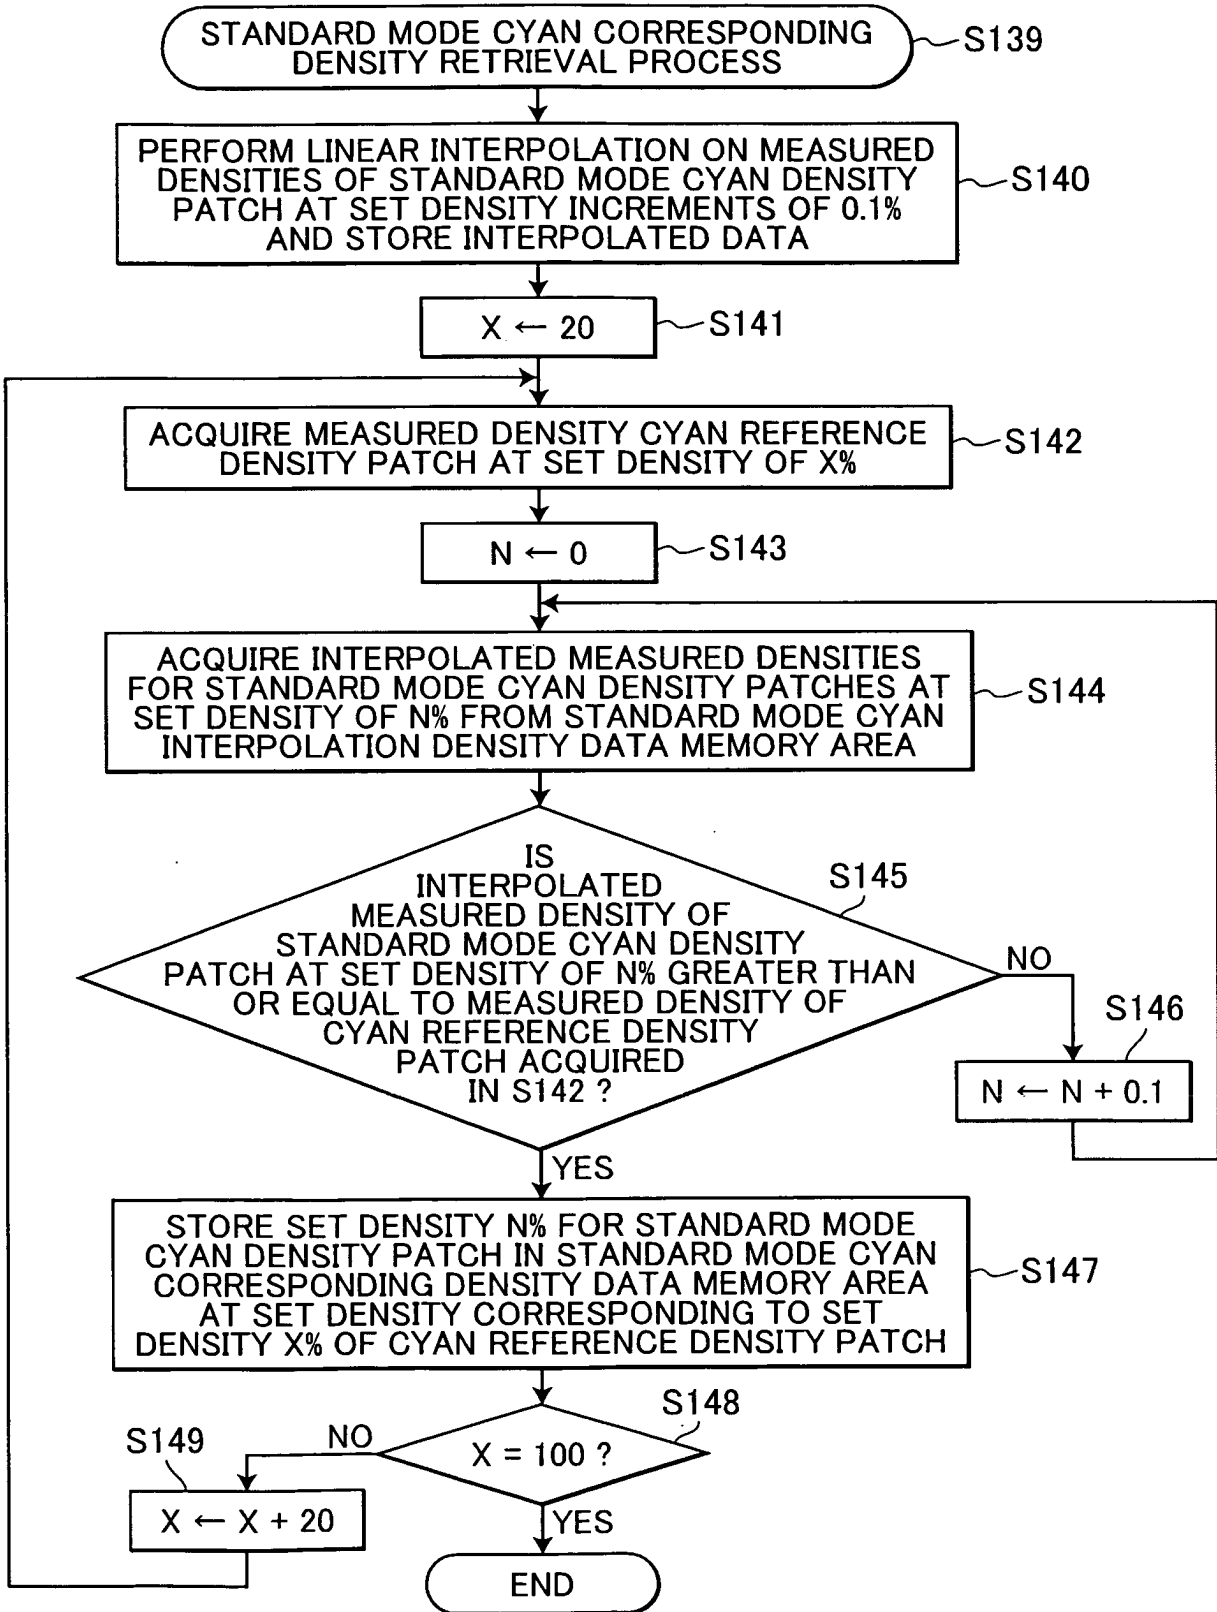 STANDARD MODE CYAN CORRESPONDING
DENSITY RETRIEVAL PROCESS
S139
PERFORM LINEAR INTERPOLATION ON MEASURED
DENSITIES OF STANDARD MODE CYAN DENSITY
PATCH AT SET DENSITY INCREMENTS OF 0.1%
AND STORE INTERPOLATED DATA
S140
X ← 20
S141
ACQUIRE MEASURED DENSITY CYAN REFERENCE
DENSITY PATCH AT SET DENSITY OF X%
S142
N ← 0
S143
ACQUIRE INTERPOLATED MEASURED DENSITIES
FOR STANDARD MODE CYAN DENSITY PATCHES AT
SET DENSITY OF N% FROM STANDARD MODE CYAN
INTERPOLATION DENSITY DATA MEMORY AREA
S144
IS
INTERPOLATED
MEASURED DENSITY OF
STANDARD MODE CYAN DENSITY
PATCH AT SET DENSITY OF N% GREATER THAN
OR EQUAL TO MEASURED DENSITY OF
CYAN REFERENCE DENSITY
PATCH ACQUIRED
IN S142 ?
S145
NO
S146
N ← N + 0.1
YES
STORE SET DENSITY N% FOR STANDARD MODE
CYAN DENSITY PATCH IN STANDARD MODE CYAN
CORRESPONDING DENSITY DATA MEMORY AREA
AT SET DENSITY CORRESPONDING TO SET
DENSITY X% OF CYAN REFERENCE DENSITY PATCH
S147
X = 100 ?
S148
NO
S149
X ← X + 20
YES
END